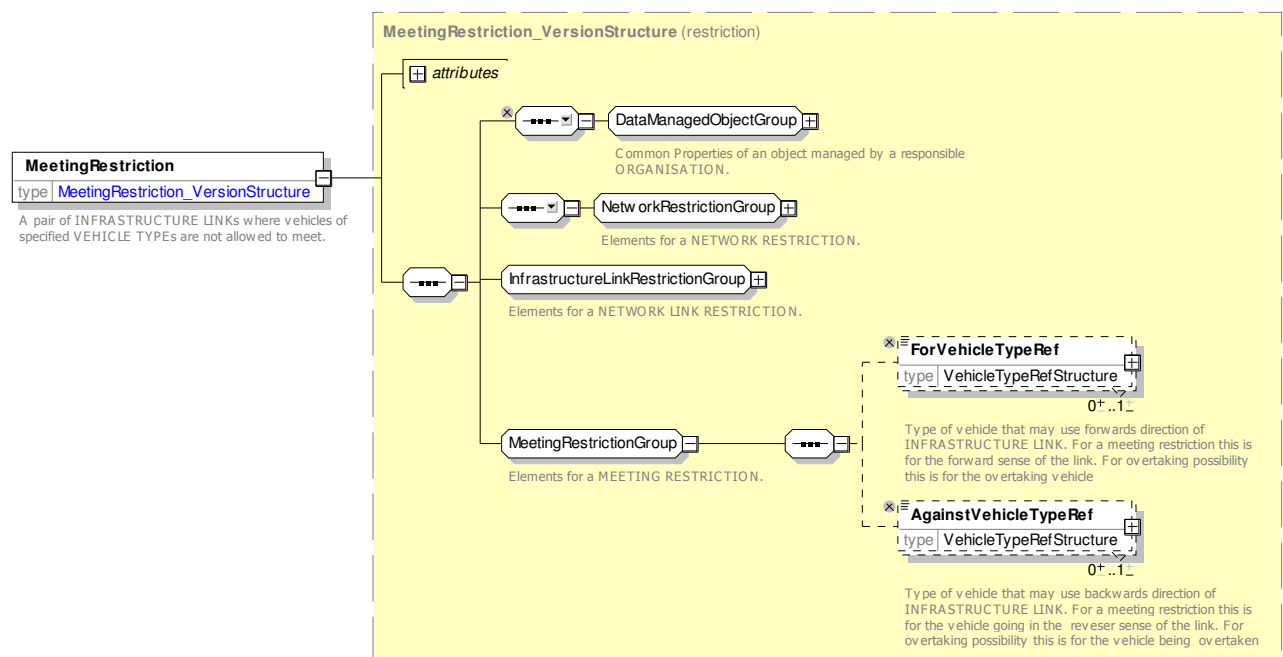 MeetingRestriction_VersionStructure (restriction)
attributes
DataManagedObjectGroup
Common Properties of an object managed by a responsible
ORGANISATION.
MeetingRestriction
type MeetingRestriction_VersionStructure
A pair of INFRASTRUCTURE LINKs where vehicles of
specified VEHICLE TYPEs are not allowed to meet.
NetworkRestrictionGroup
Elements for a NETWORK RESTRICTION.
InfrastructureLinkRestrictionGroup
Elements for a NETWORK LINK RESTRICTION.
ForVehicleTypeRef
type VehicleTypeRefStructure
0±..1±
Type of vehicle that may use forwards direction of
INFRASTRUCTURE LINK. For a meeting restriction this is
for the forward sense of the link. For overtaking possibility
this is for the overtaking vehicle
MeetingRestrictionGroup
Elements for a MEETING RESTRICTION.
AgainstVehicleTypeRef
type VehicleTypeRefStructure
0±..1±
Type of vehicle that may use backwards direction of
INFRASTRUCTURE LINK. For a meeting restriction this is
for the vehicle going in the reveser sense of the link. For
overtaking possibility this is for the vehicle being overtaken